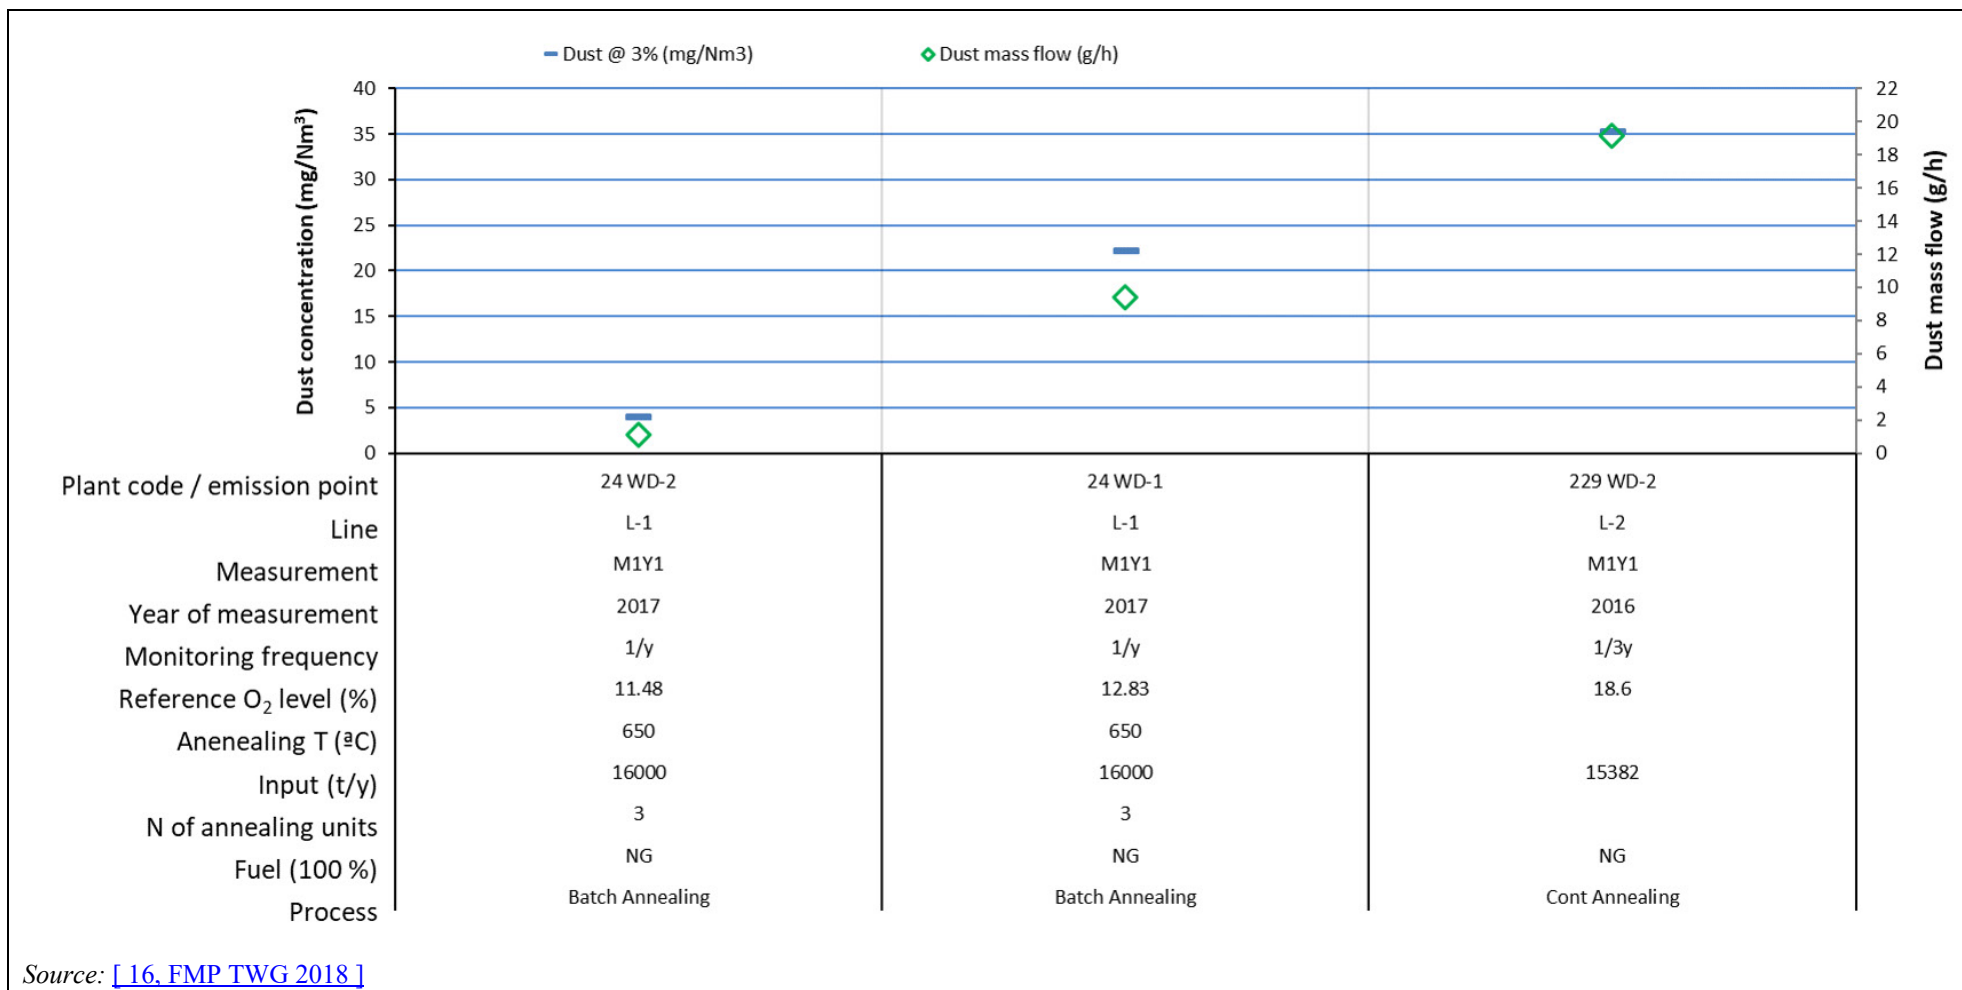 Dust @ 3% (mg/Nm3) Dust mass flow (g/h)
Dust concentration (mg/Nm³)
40
35
30
25
20
15
10
5
0
22
20
18
16
14
12
10
8
6
4
2
0
Dust mass flow (g/h)
Plant code / emission point 24 WD-2 24 WD-1 229 WD-2
Line L-1 L-1 L-2
Measurement M1Y1 M1Y1 M1Y1
Year of measurement 2017 2017 2016
Monitoring frequency 1/y 1/y 1/3y
Reference O₂ level (%) 11.48 12.83 18.6
Anenealing T (ªC) 650 650
Input (t/y) 16000 16000 15382
N of annealing units 3 3
Fuel (100 %) NG NG NG
Process Batch Annealing Batch Annealing Cont Annealing
Source: [ 16, FMP TWG 2018 ]